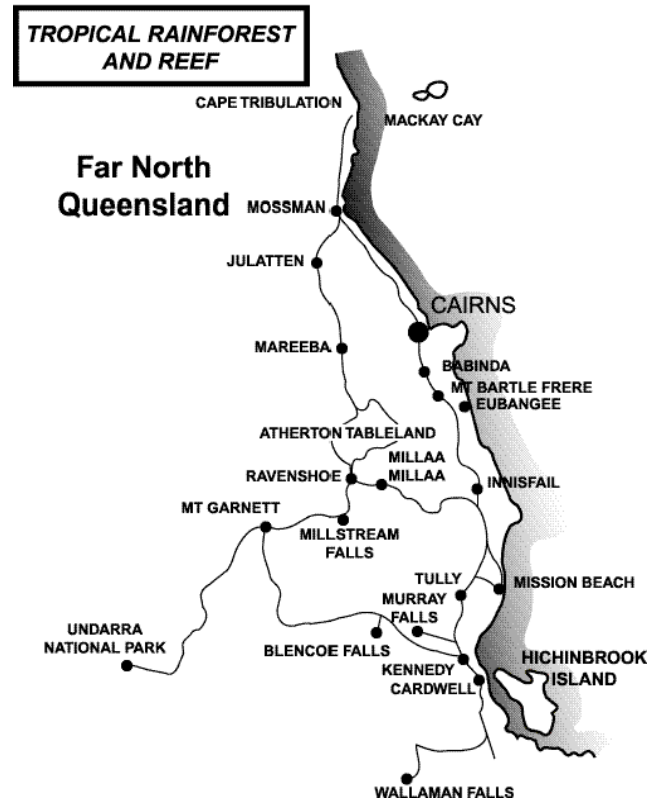 TROPICAL RAINFOREST
AND REEF
CAPE TRIBULATION
MACKAY CAY
Far North
Queensland
MOSSMAN
JULATTEN
CAIRNS
MAREEBA
BABINDA
MT BARTLE FRERE
EUBANGEE
ATHERTON TABLELAND
MILLAA
MILLAA
RAVENSHOE
INNISFAIL
MT GARNETT
MILLSTREAM
FALLS
TULLY
MISSION BEACH
MURRAY
FALLS
UNDARRA
NATIONAL PARK
BLENCOE FALLS
HICHINBROOK
ISLAND
KENNEDY
CARDWELL
WALLAMAN FALLS